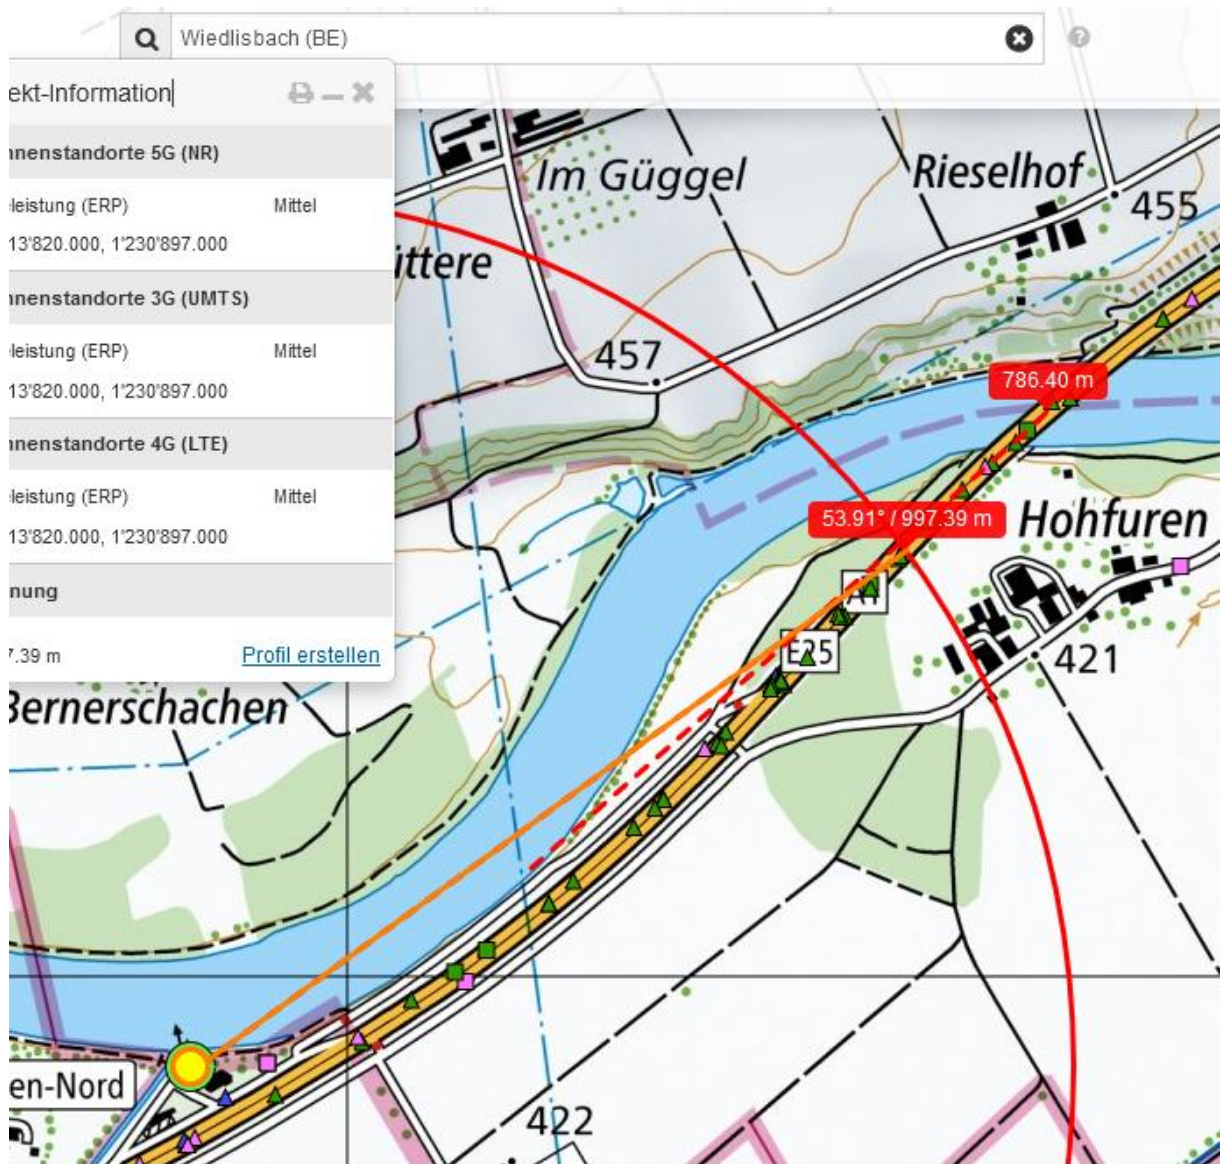 Wiedlisbach (BE)
ekt-Information
nnenstandorte 5G (NR)
leistung (ERP) Mittel
13'820.000, 1'230'897.000
nnenstandorte 3G (UMTS)
leistung (ERP) Mittel
13'820.000, 1'230'897.000
nnenstandorte 4G (LTE)
leistung (ERP) Mittel
13'820.000, 1'230'897.000
nung
7.39 m Profil erstellen
Im Güggel
Rieselhof
455
üttere
457
786.40 m
53.91° / 997.39 m
Hohfuren
A1
E25
421
Bernerschachen
en-Nord
422